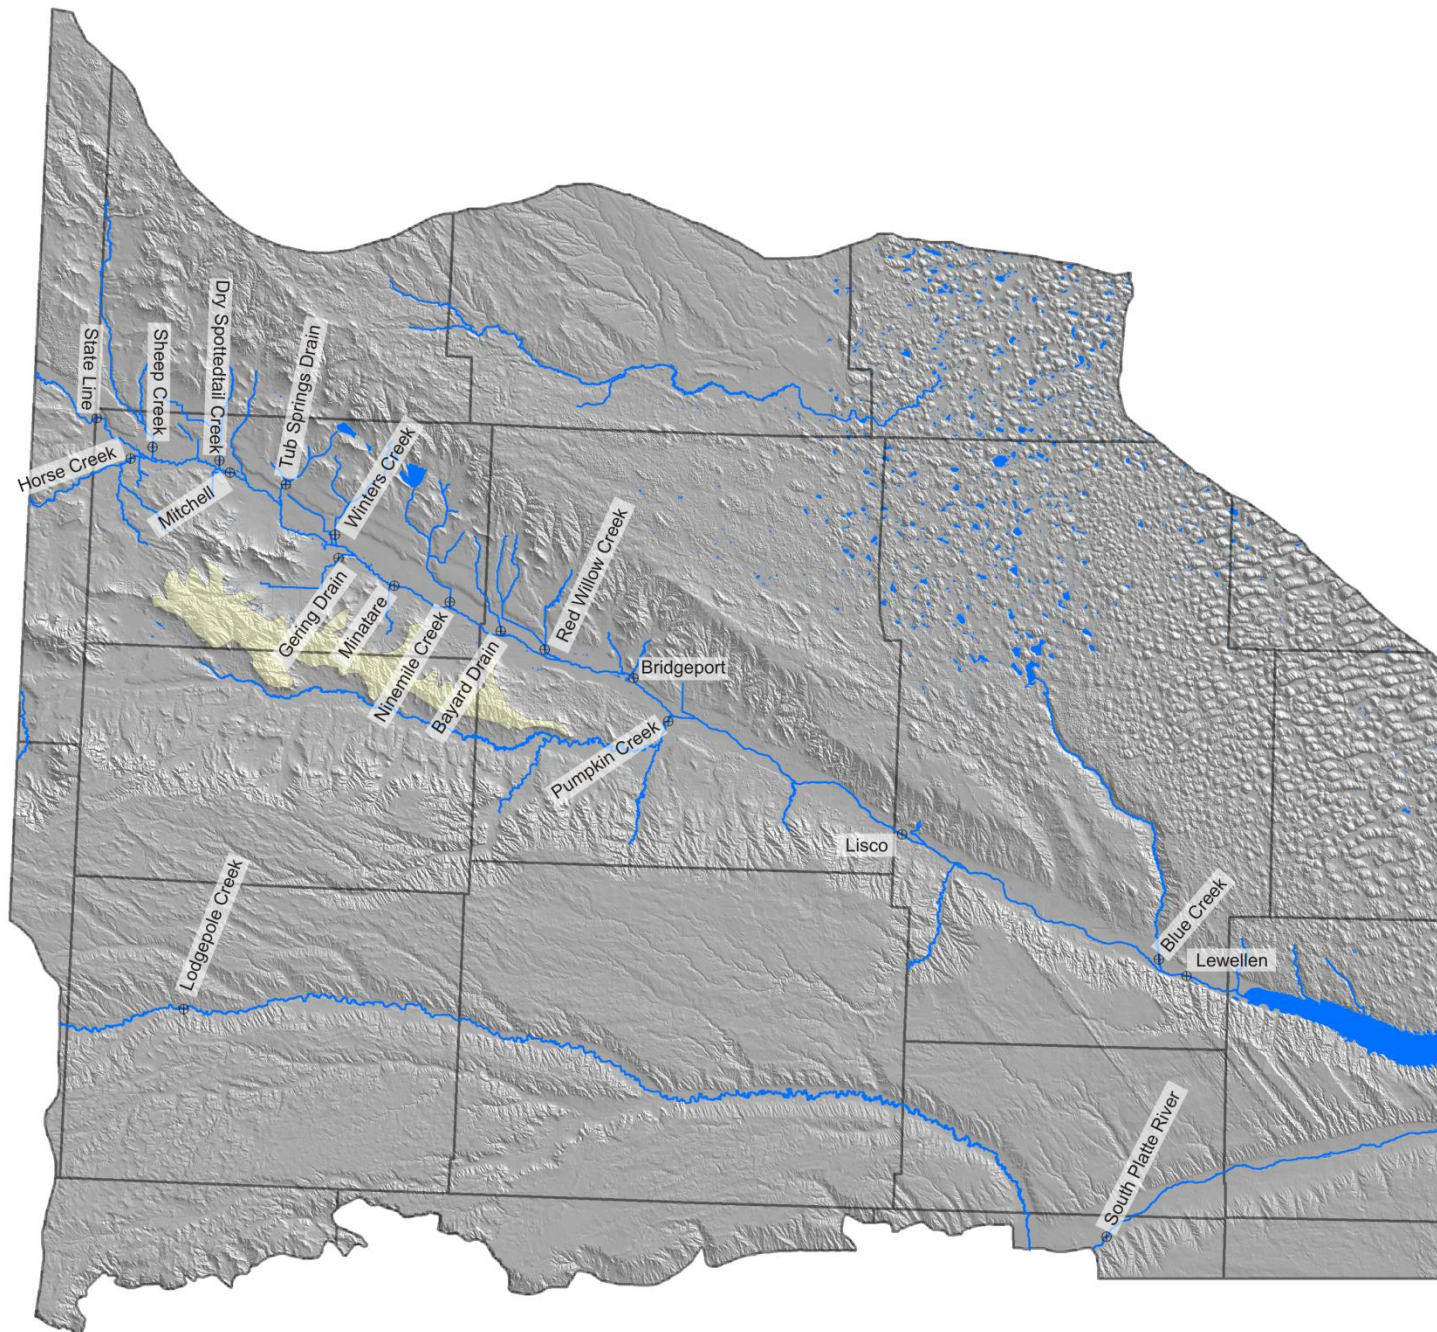 State Line
Sheep Creek
Dry Spottedtail Creek
Tub Springs Drain
Horse Creek
Mitchell
Winters Creek
Gering Drain
Minatare
Ninemile Creek
Bayard Drain
Red Willow Creek
Bridgeport
Pumpkin Creek
Lisco
Lodgepole Creek
Blue Creek
Lewellen
South Platte River